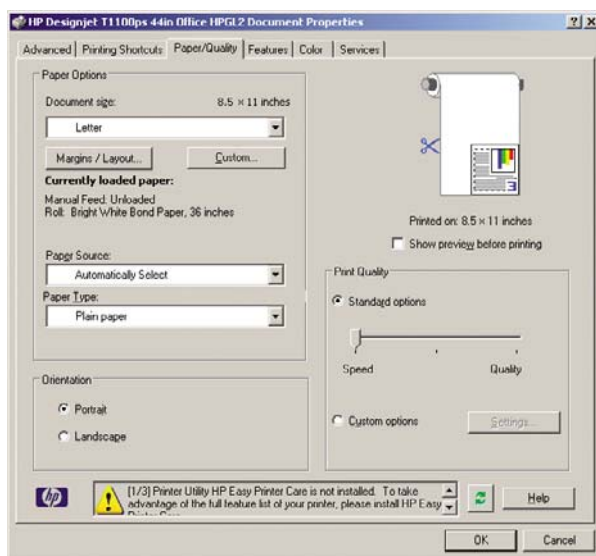 HP Designjet T1100ps 44in Office HPGL2 Document Properties
Advanced
Printing Shortcuts
Paper/Quality
Features
Color
Services
Paper Options
Document size: 8.5 × 11 inches
Letter
Margins / Layout...
Custom...
Currently loaded paper:
Manual Feed: Unloaded
Roll: Bright White Bond Paper, 36 inches
Paper Source:
Automatically Select
Paper Type:
Plain paper
Orientation
Portrait
Landscape
3
Printed on: 8.5 × 11 inches
Show preview before printing
Print Quality
Standard options
Speed
Quality
Custom options
Settings...
hp
[1/3] Printer Utility HP Easy Printer Care is not installed. To take
advantage of the full feature list of your printer, please install HP Easy
Printer Care
Help
OK
Cancel